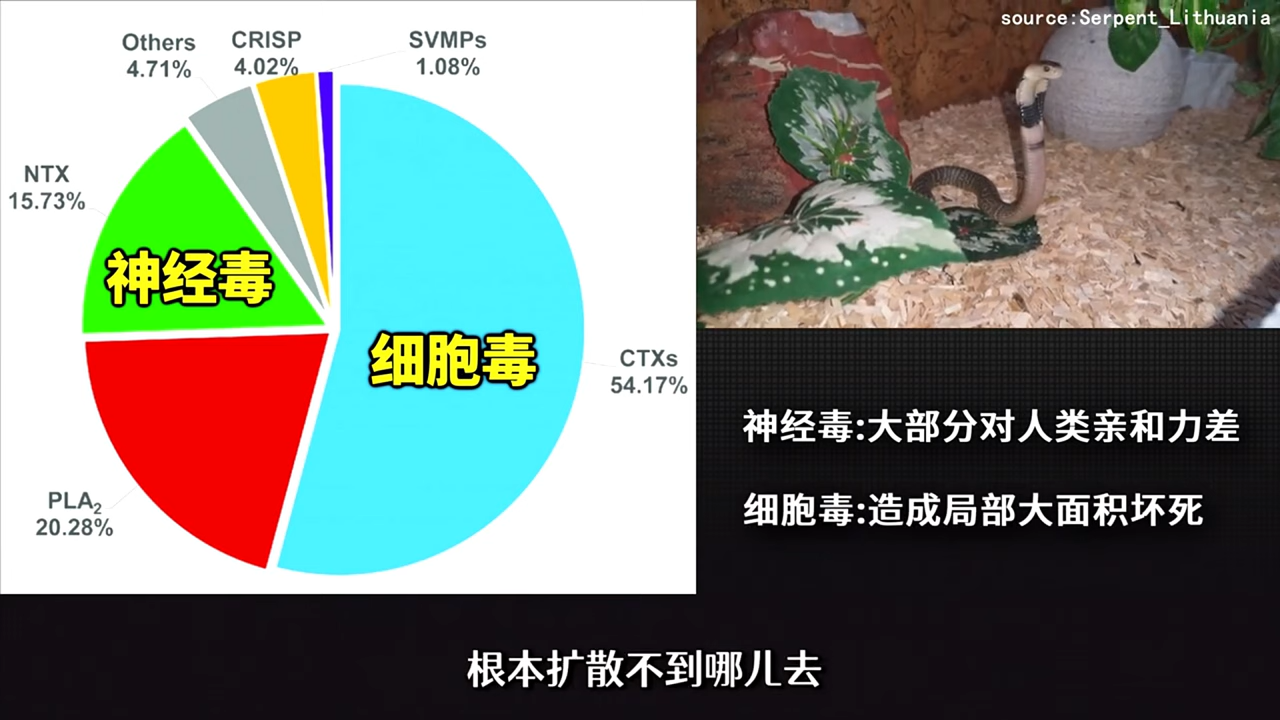 source:Serpent_Lithuania
Others
4.71%
CRISP
4.02%
SVMPs
1.08%
NTX
15.73%
神经毒
细胞毒
CTXs
54.17%
PLA₂
20.28%
神经毒:大部分对人类亲和力差
细胞毒:造成局部大面积坏死
根本扩散不到哪儿去